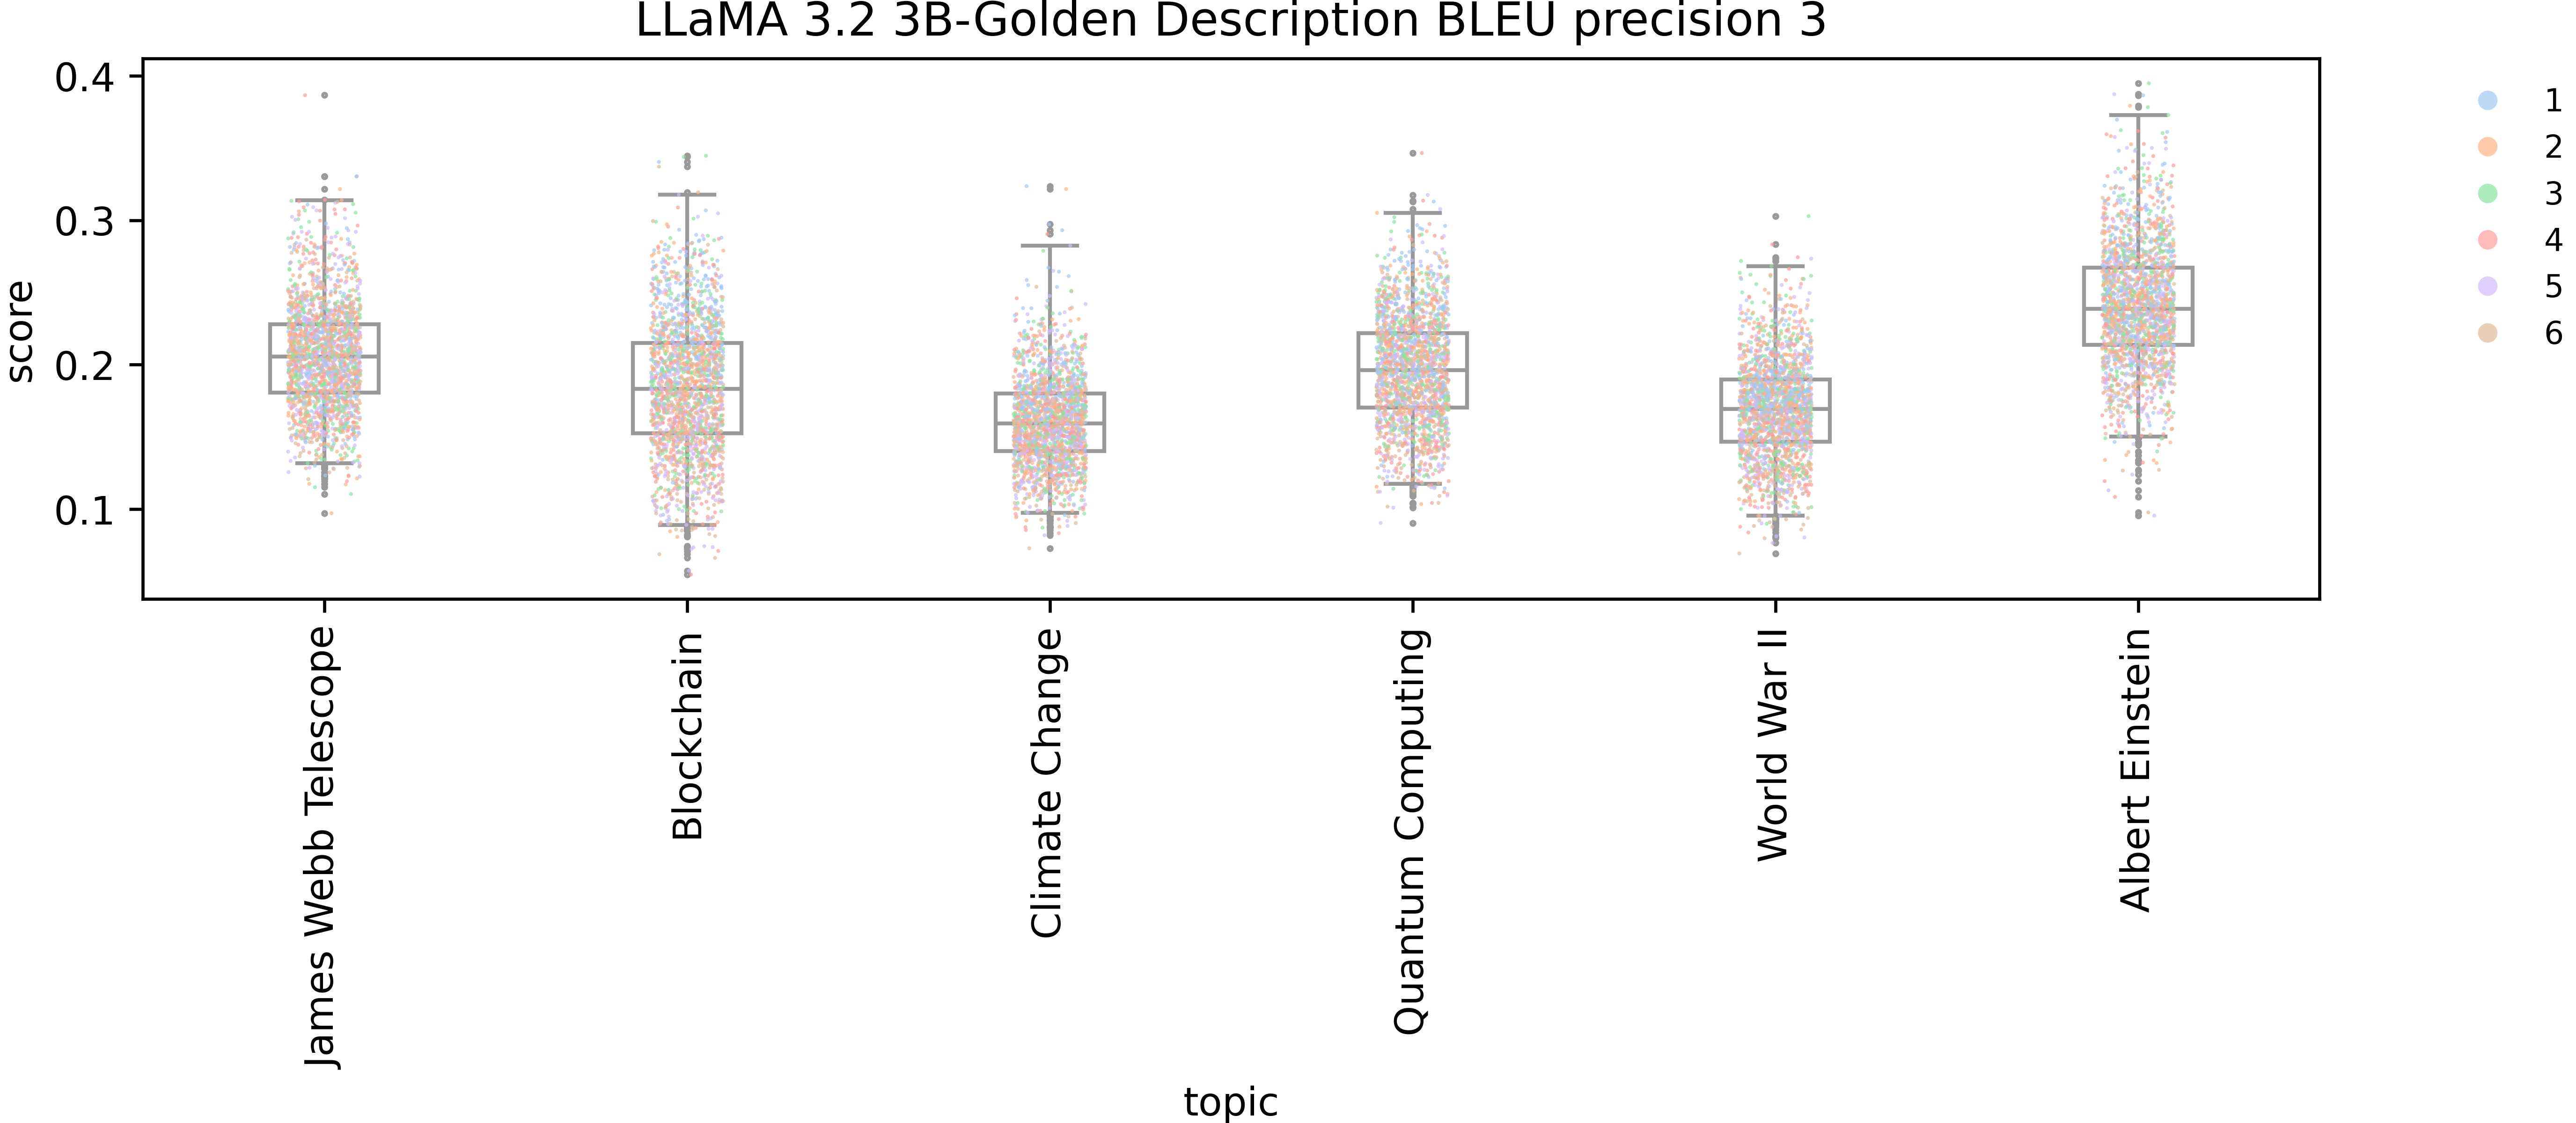 LLaMA 3.2 3B-Golden Description BLEU precision 3
0.4
0.3
0.2
0.1
score
1
2
3
4
5
6
James Webb Telescope
Blockchain
Climate Change
Quantum Computing
World War II
Albert Einstein
topic